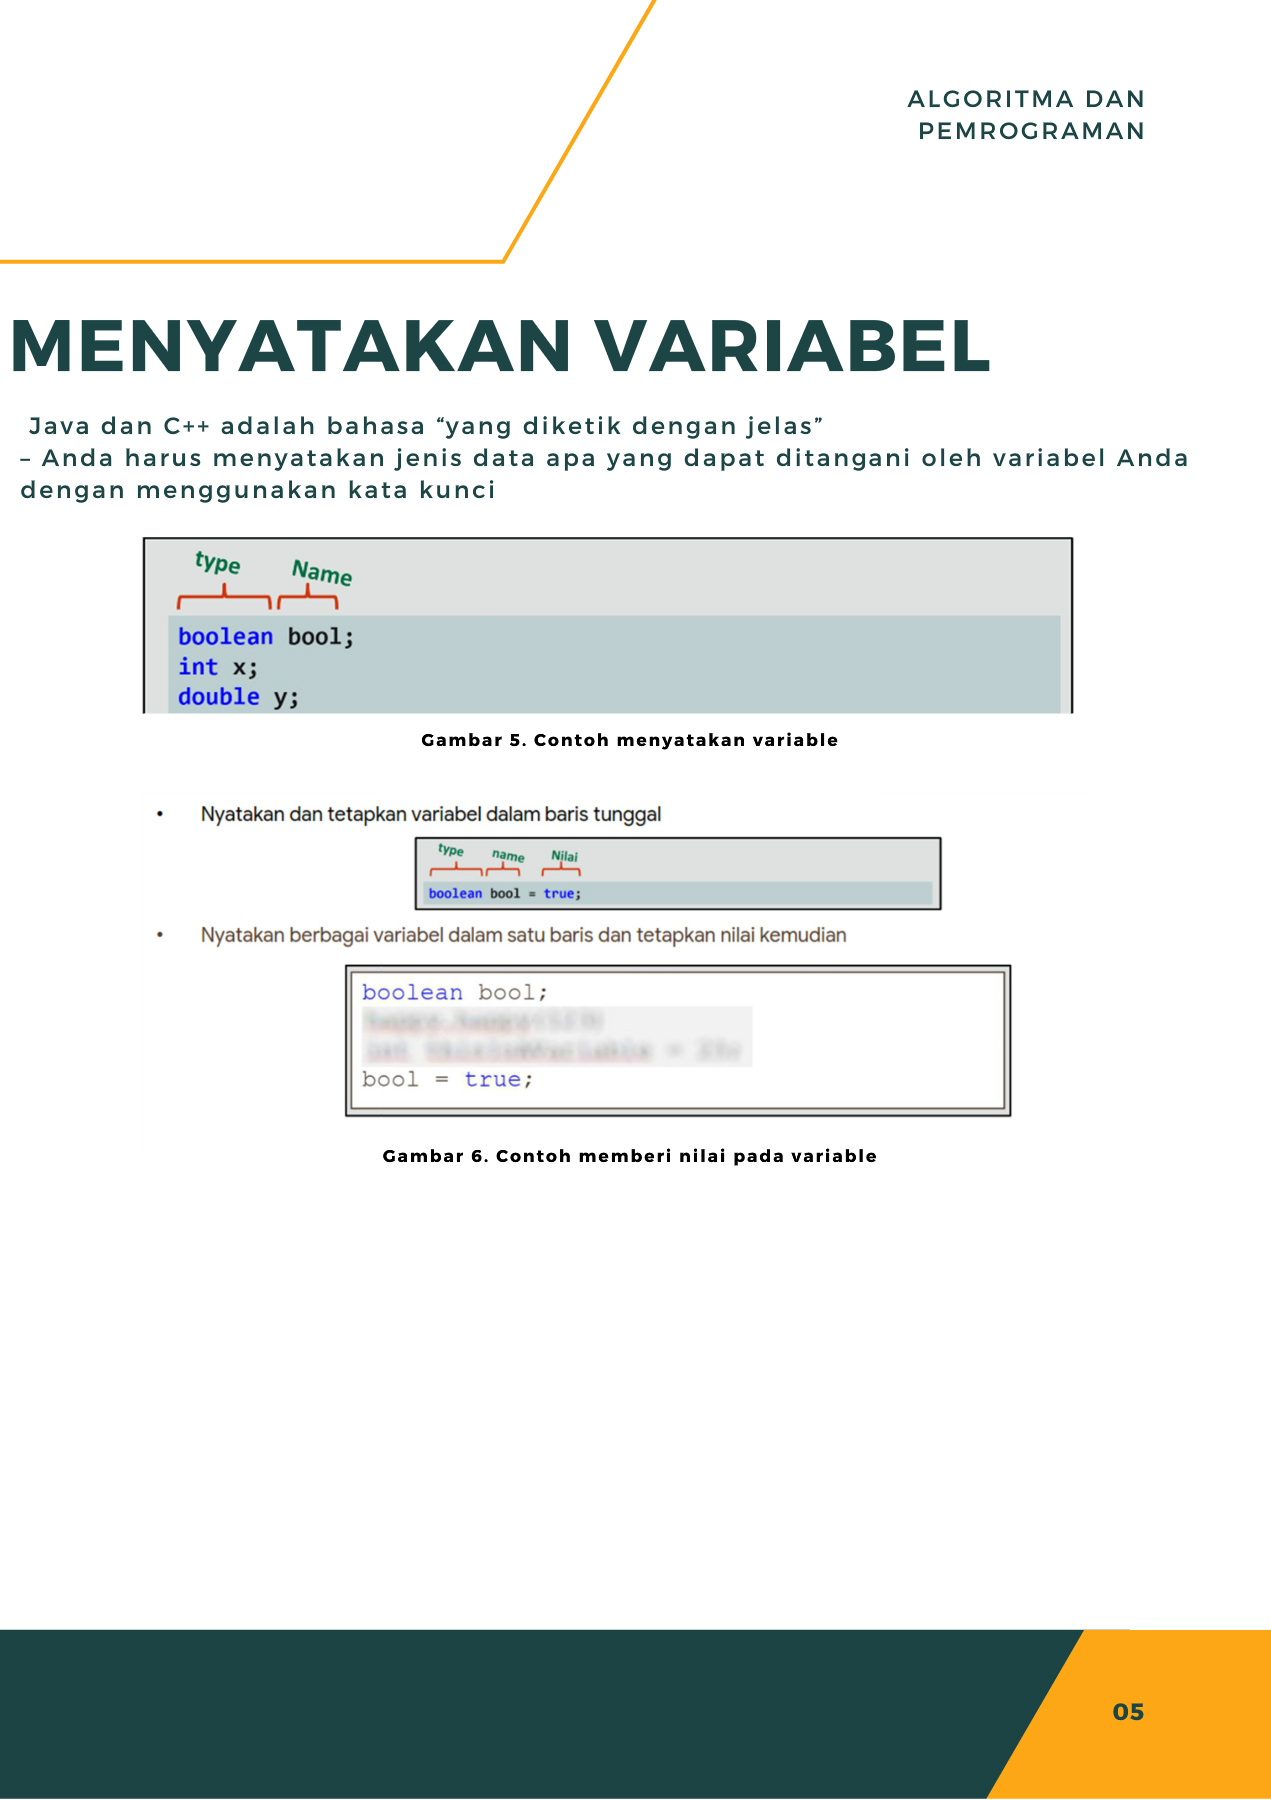 ALGORITMA DAN
PEMROGRAMAN
MENYATAKAN VARIABEL
Java dan C++ adalah bahasa “yang diketik dengan jelas”
– Anda harus menyatakan jenis data apa yang dapat ditangani oleh variabel Anda
dengan menggunakan kata kunci
type Name
boolean bool;
int x;
double y;
Gambar 5. Contoh menyatakan variable
• Nyatakan dan tetapkan variabel dalam baris tunggal
type name Nilai
boolean bool = true;
• Nyatakan berbagai variabel dalam satu baris dan tetapkan nilai kemudian
boolean bool;
bool = true;
Gambar 6. Contoh memberi nilai pada variable
05